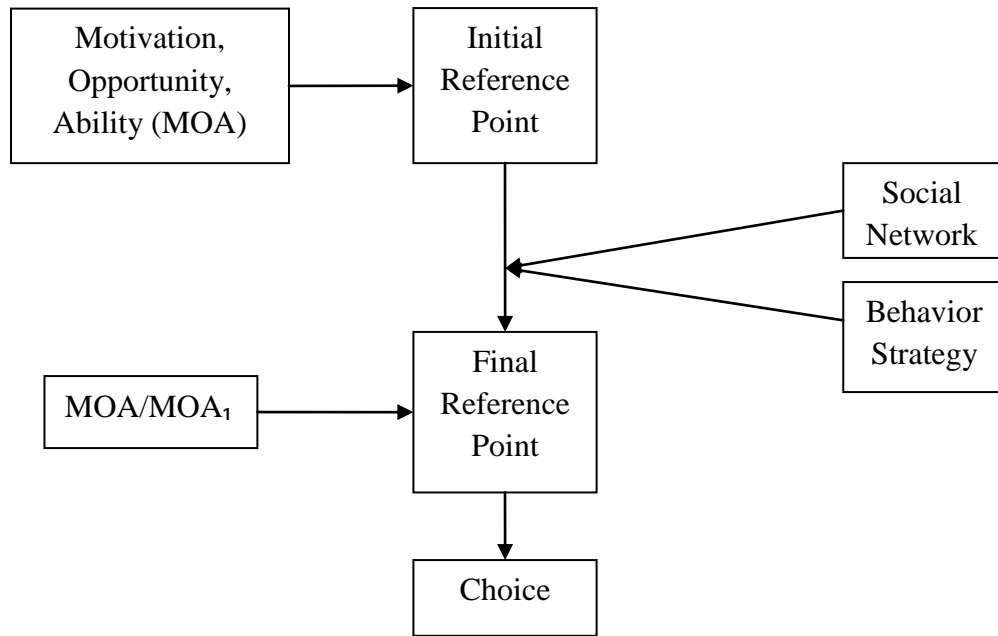 Motivation,
Opportunity,
Ability (MOA)
Initial
Reference
Point
Social
Network
Behavior
Strategy
Final
Reference
Point
MOA/MOA₁
Choice